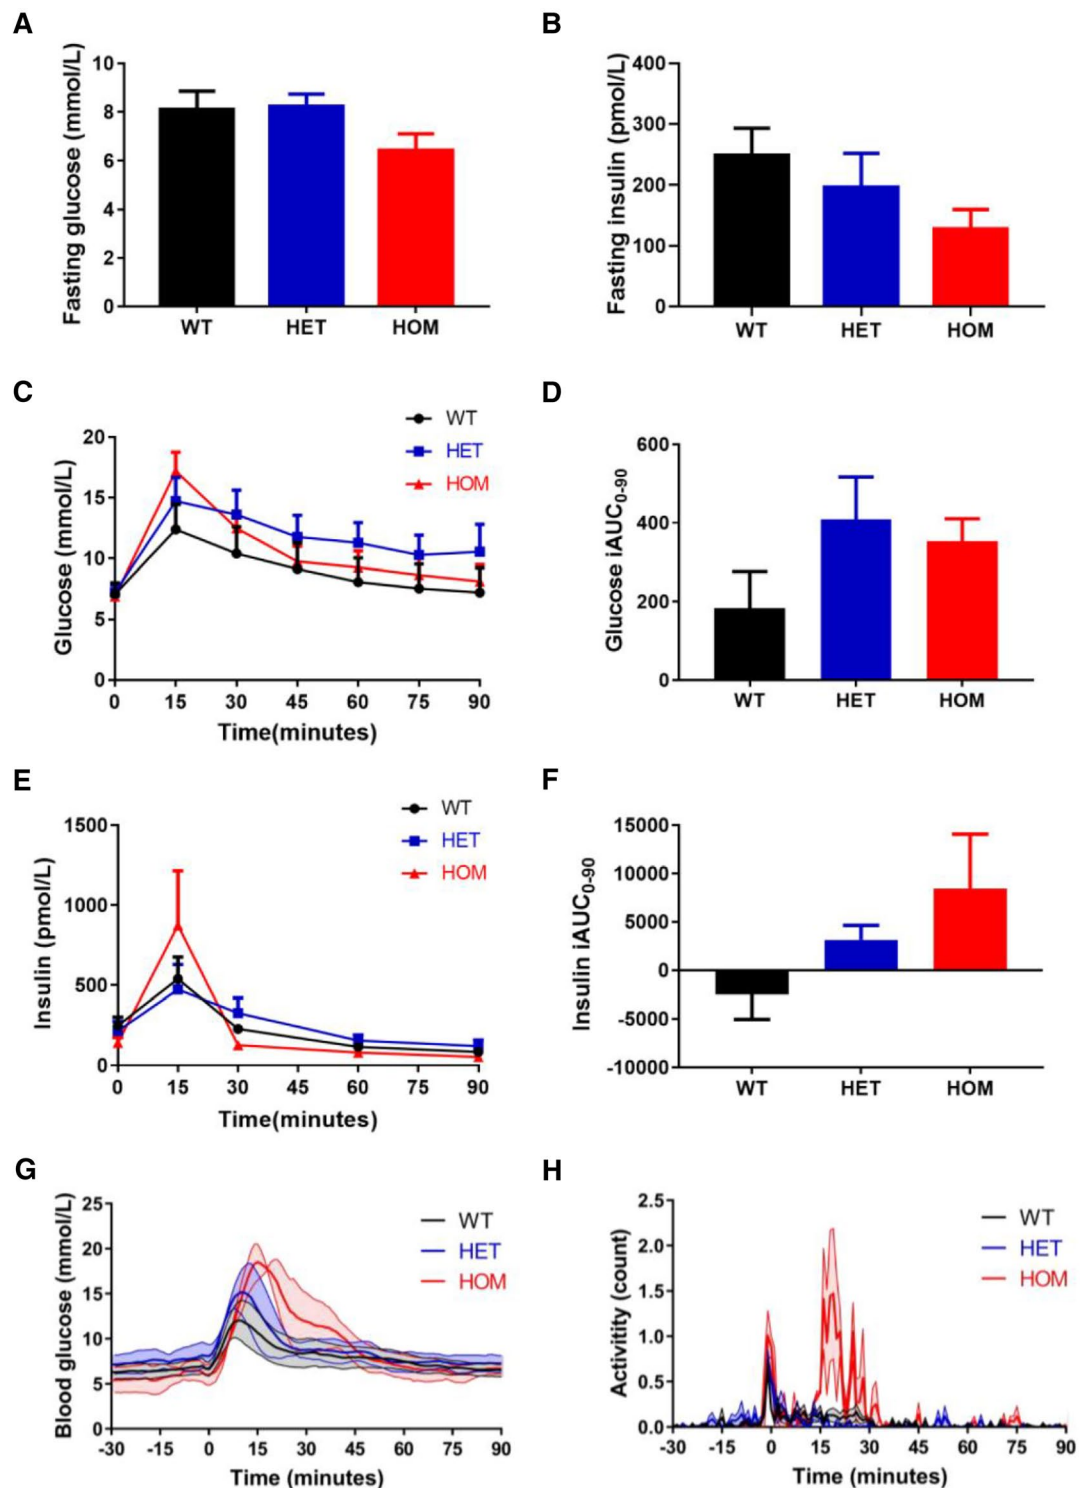 A
Fasting glucose (mmol/L)
10
8
6
4
2
0
WT HET HOM
B
Fasting insulin (pmol/L)
400
300
200
100
0
WT HET HOM
C
WT
HET
HOM
Glucose (mmol/L)
20
15
10
5
0
0 15 30 45 60 75 90
Time(minutes)
D
Glucose iAUC0-90
600
400
200
0
WT HET HOM
E
WT
HET
HOM
Insulin (pmol/L)
1500
1000
500
0
0 15 30 45 60 75 90
Time(minutes)
F
Insulin iAUC0-90
15000
10000
5000
0
-5000
-10000
WT HET HOM
G
WT
HET
HOM
Blood glucose (mmol/L)
25
20
15
10
5
0
-30 -15 0 15 30 45 60 75 90
Time (minutes)
H
WT
HET
HOM
Activitity (count)
2.5
2.0
1.5
1.0
0.5
0.0
-30 -15 0 15 30 45 60 75 90
Time (minutes)